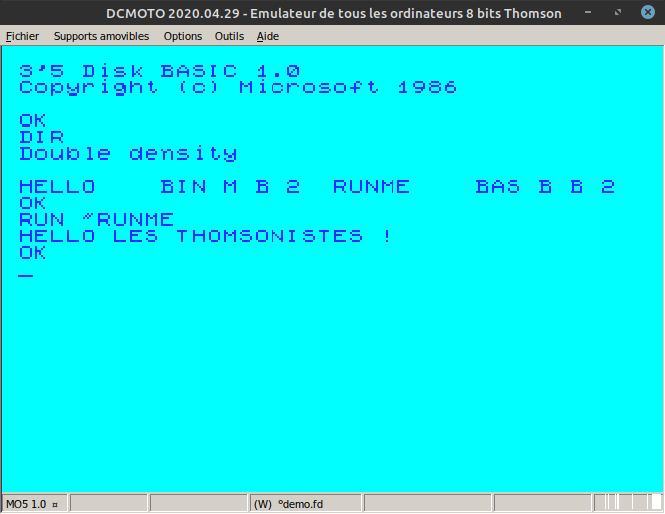 DCMOTO 2020.04.29 - Emulateur de tous les ordinateurs 8 bits Thomson
Fichier Supports amovibles Options Outils Aide
3'5 Disk BASIC 1.0
Copyright (c) Microsoft 1986
OK
DIR
Double density
HELLO BIN M B 2 RUNME BAS B B 2
OK
RUN "RUNME
HELLO LES THOMSONISTES !
OK
MO5 1.0 ¤ (W) °demo.fd